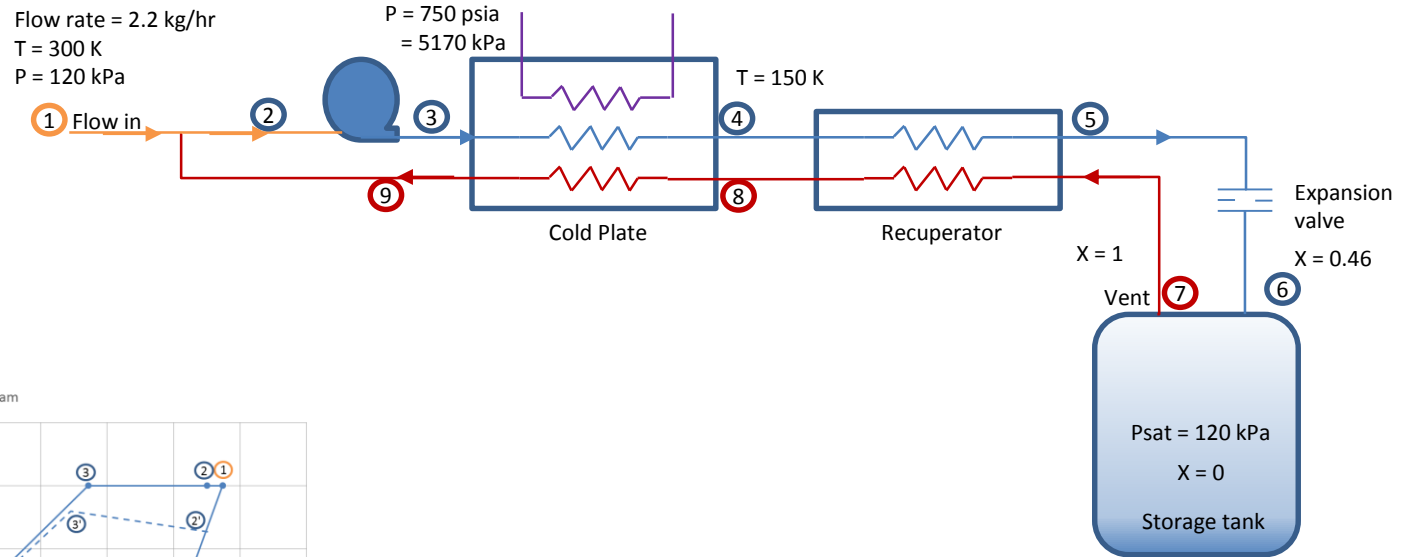 Flow rate = 2.2 kg/hr
T = 300 K
P = 120 kPa
P = 750 psia
= 5170 kPa
T = 150 K
1 Flow in
2
3
4
5
9
8
Cold Plate
Recuperator
Expansion
valve
X = 0.46
X = 1
Vent 7
6
Psat = 120 kPa
X = 0
Storage tank
am
3
2 1
3'
2'